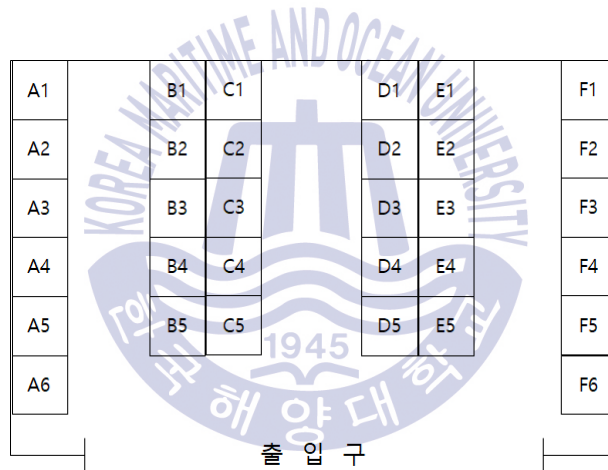 KOREA MARITIME AND OCEAN UNIVERSITY
A1 B1 C1 D1 E1 F1
A2 B2 C2 D2 E2 F2
A3 B3 C3 D3 E3 F3
A4 B4 C4 D4 E4 F4
A5 B5 C5 D5 E5 F5
1945
A6 F6
한국해양대학교
출 입 구